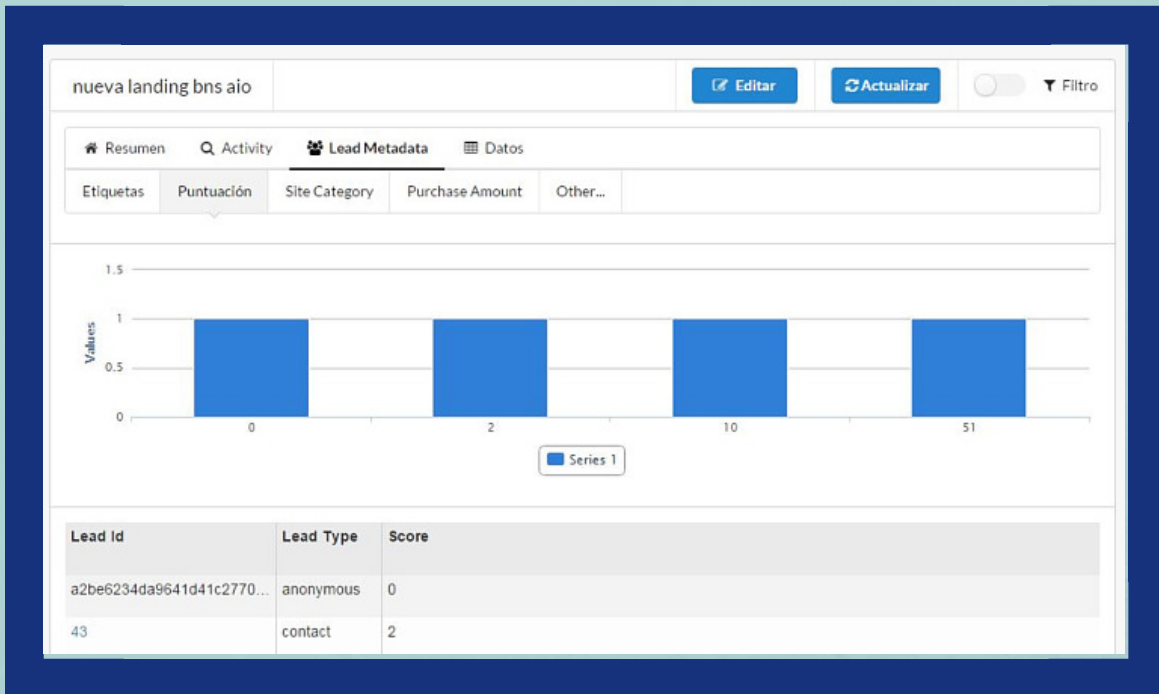 nueva landing bns aio Editar Actualizar Filtro
Resumen Activity Lead Metadata Datos
Etiquetas Puntuación Site Category Purchase Amount Other...
1.5
1
0.5
0
Values
0 2 10 51
Series 1
Lead Id Lead Type Score
a2be6234da9641d41c2770... anonymous 0
43 contact 2